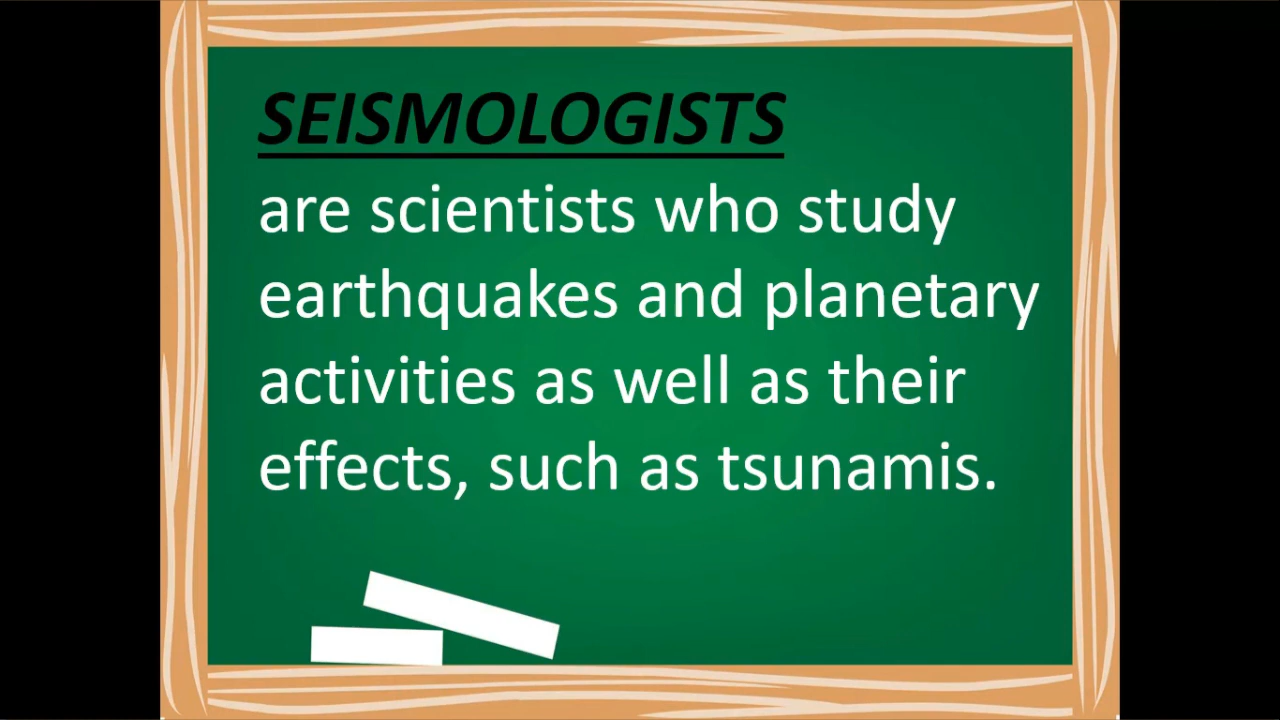 SEISMOLOGISTS
are scientists who study
earthquakes and planetary
activities as well as their
effects, such as tsunamis.